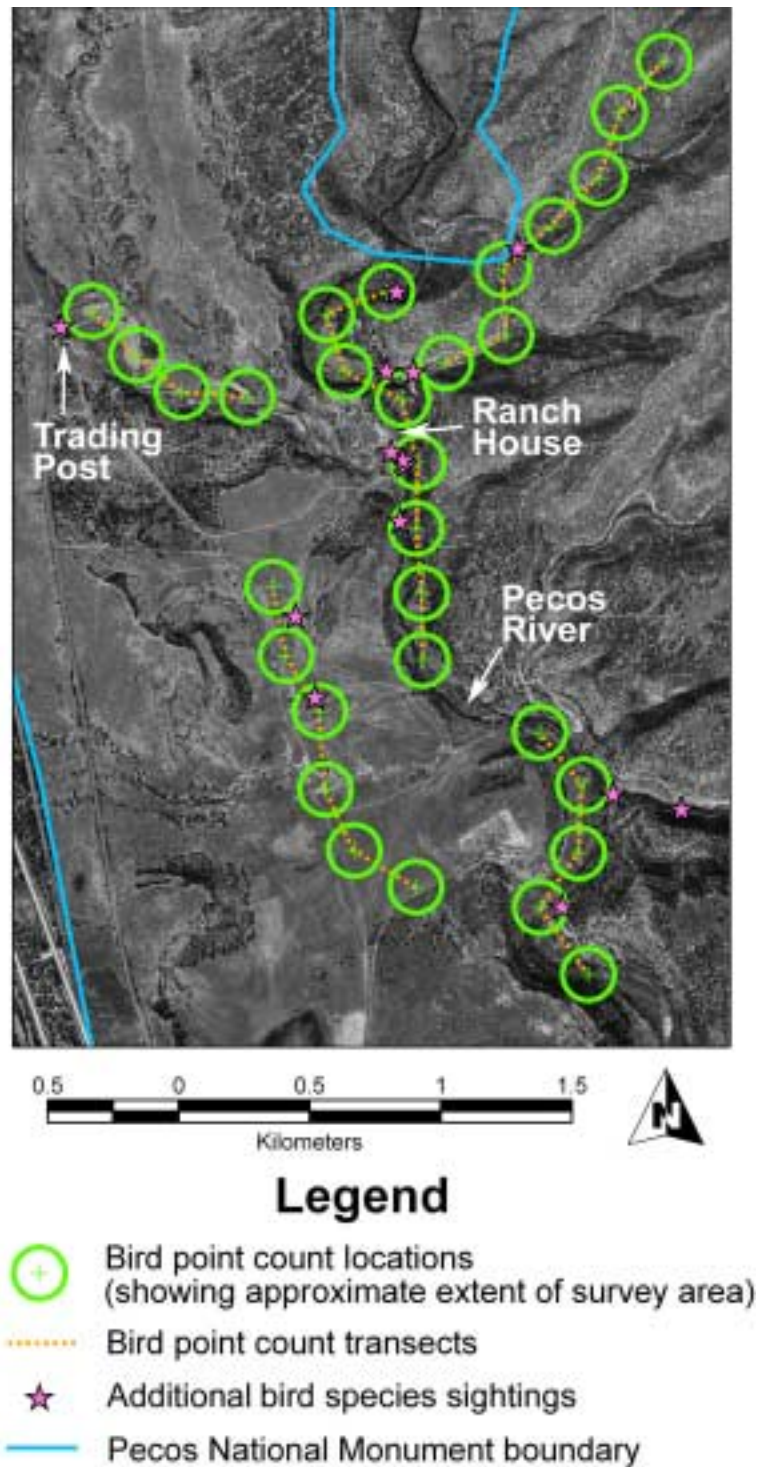 Trading
Post
Ranch
House
Pecos
River
0.5 0 0.5 1 1.5
Kilometers
N
Legend
Bird point count locations
(showing approximate extent of survey area)
Bird point count transects
Additional bird species sightings
Pecos National Monument boundary